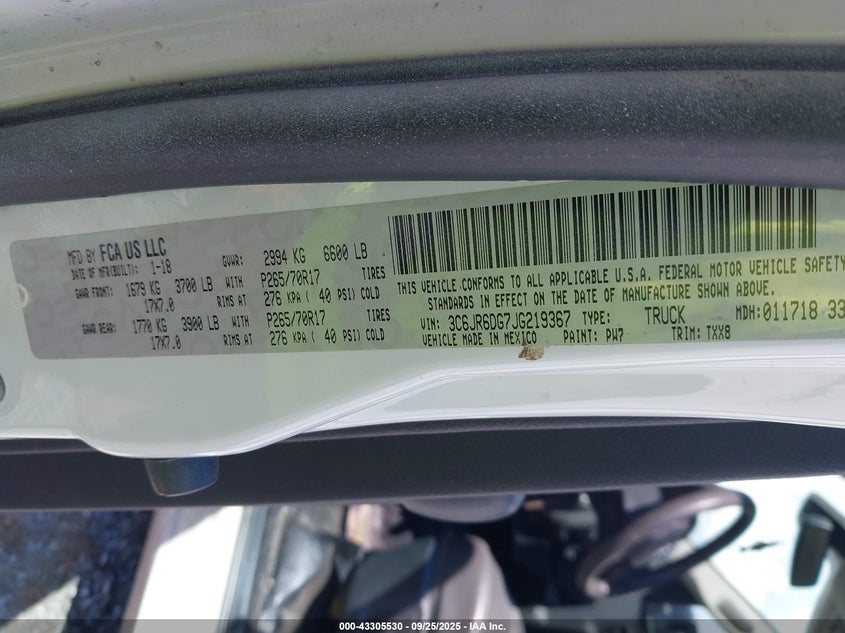 MFD BY FCA US LLC
DATE OF MFR(BUILT): 1-18 GVWR: 2994 KG 6600 LB
GAWR FRONT: 1679 KG 3700 LB WITH P265/70R17 TIRES
17X7.0 RIMS AT 276 KPA ( 40 PSI) COLD
GAWR REAR: 1770 KG 3900 LB WITH P265/70R17 TIRES
17X7.0 RIMS AT 276 KPA ( 40 PSI) COLD
THIS VEHICLE CONFORMS TO ALL APPLICABLE U.S.A. FEDERAL MOTOR VEHICLE SAFETY
STANDARDS IN EFFECT ON THE DATE OF MANUFACTURE SHOWN ABOVE.
VIN: 3C6JR6DG7JG219367 TYPE: TRUCK MDH:011718 33
VEHICLE MADE IN MEXICO PAINT: PW7 TRIM: TXX8
000-43305530 - 09/25/2025 - IAA Inc.